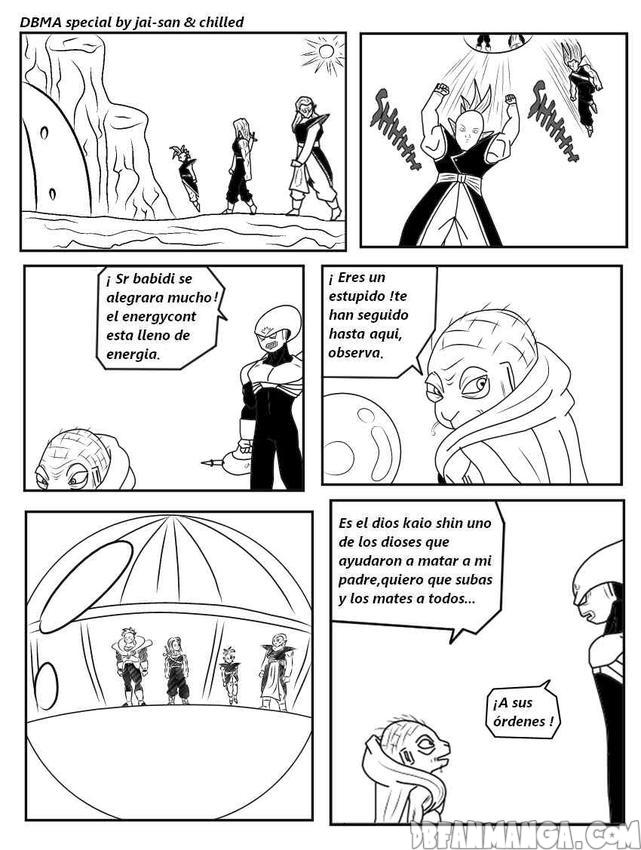 DBMA special by jai-san & chilled
¡ Sr babidi se
alegrara mucho!
el energycont
esta lleno de
energia.
¡ Eres un
estupido !te
han seguido
hasta aqui,
observa.
Es el dios kaio shin uno
de los dioses que
ayudaron a matar a mi
padre,quiero que subas
y los mates a todos...
¡A sus
órdenes !
DBFANMANGA.COM